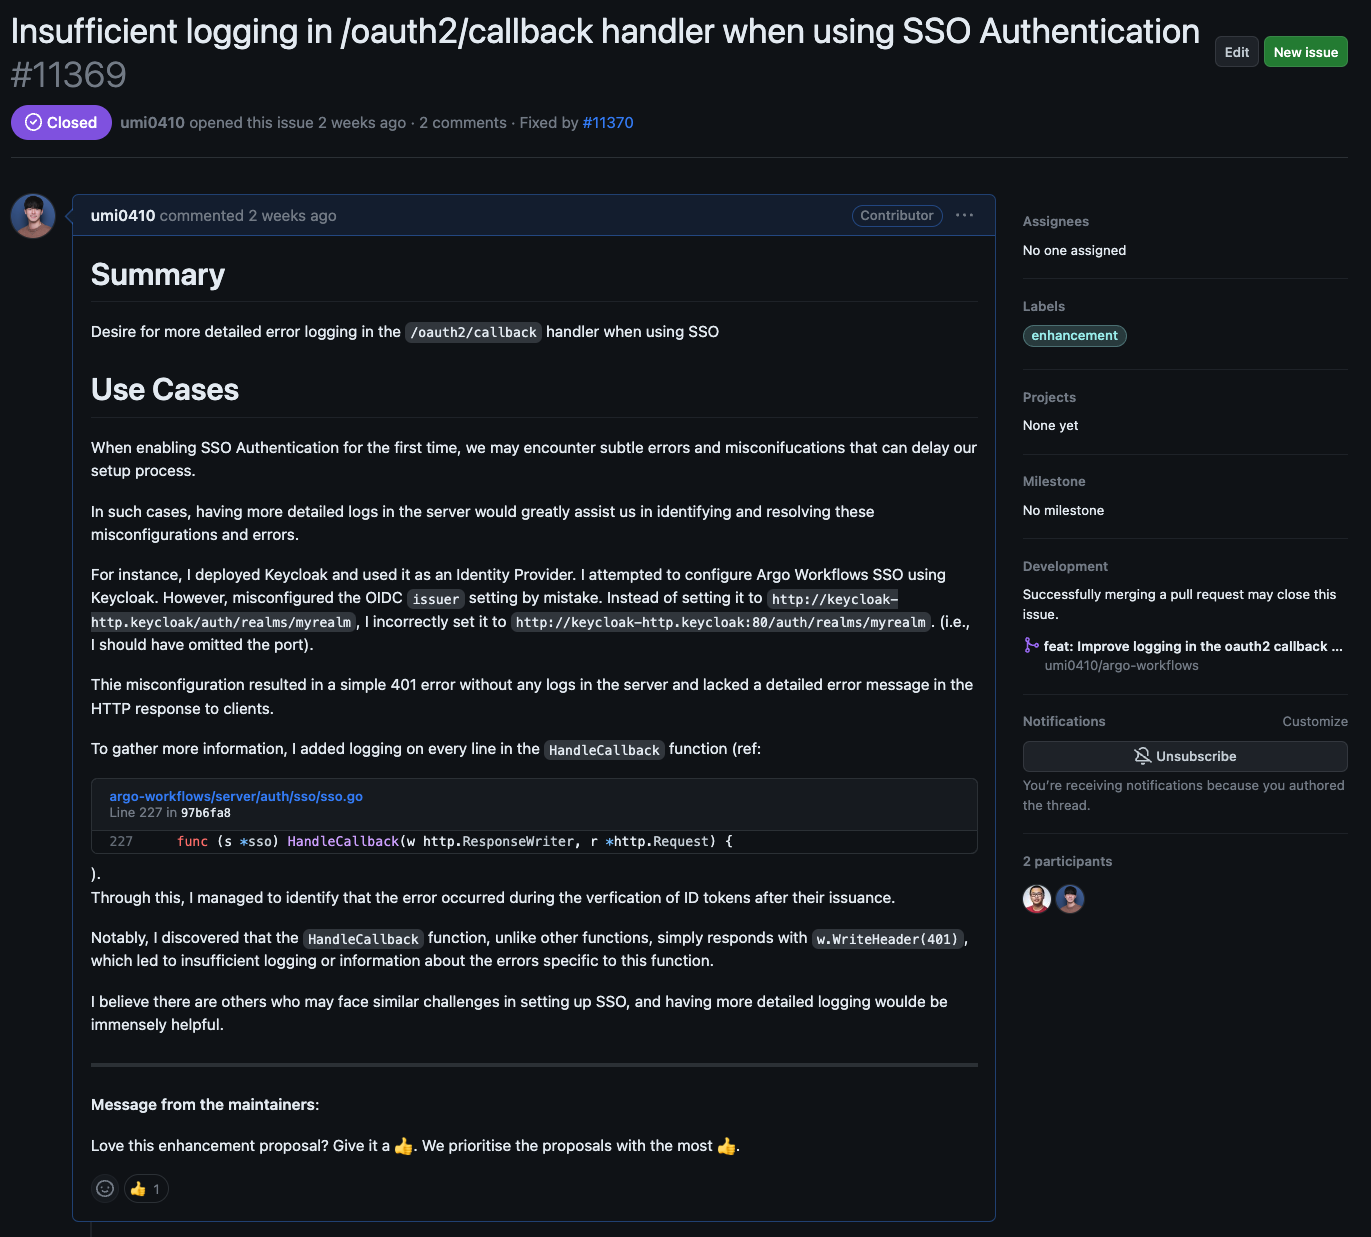 Insufficient logging in /oauth2/callback handler when using SSO Authentication
#11369
Edit
New issue
Closed
umi0410 opened this issue 2 weeks ago · 2 comments · Fixed by #11370
umi0410 commented 2 weeks ago
Contributor
Summary
Desire for more detailed error logging in the /oauth2/callback handler when using SSO
Use Cases
When enabling SSO Authentication for the first time, we may encounter subtle errors and misconifucations that can delay our
setup process.
In such cases, having more detailed logs in the server would greatly assist us in identifying and resolving these
misconfigurations and errors.
For instance, I deployed Keycloak and used it as an Identity Provider. I attempted to configure Argo Workflows SSO using
Keycloak. However, misconfigured the OIDC issuer setting by mistake. Instead of setting it to http://keycloak-
http.keycloak/auth/realms/myrealm, I incorrectly set it to http://keycloak-http.keycloak:80/auth/realms/myrealm. (i.e.,
I should have omitted the port).
Thie misconfiguration resulted in a simple 401 error without any logs in the server and lacked a detailed error message in the
HTTP response to clients.
To gather more information, I added logging on every line in the HandleCallback function (ref:
argo-workflows/server/auth/sso/sso.go
Line 227 in 97b6fa8
227 func (s *sso) HandleCallback(w http.ResponseWriter, r *http.Request) {
).
Through this, I managed to identify that the error occurred during the verfication of ID tokens after their issuance.
Notably, I discovered that the HandleCallback function, unlike other functions, simply responds with w.WriteHeader(401),
which led to insufficient logging or information about the errors specific to this function.
I believe there are others who may face similar challenges in setting up SSO, and having more detailed logging woulde be
immensely helpful.
Message from the maintainers:
Love this enhancement proposal? Give it a 👍. We prioritise the proposals with the most 👍.
👍 1
Assignees
No one assigned
Labels
enhancement
Projects
None yet
Milestone
No milestone
Development
Successfully merging a pull request may close this
issue.
feat: Improve logging in the oauth2 callback ...
umi0410/argo-workflows
Notifications
Customize
Unsubscribe
You're receiving notifications because you authored
the thread.
2 participants